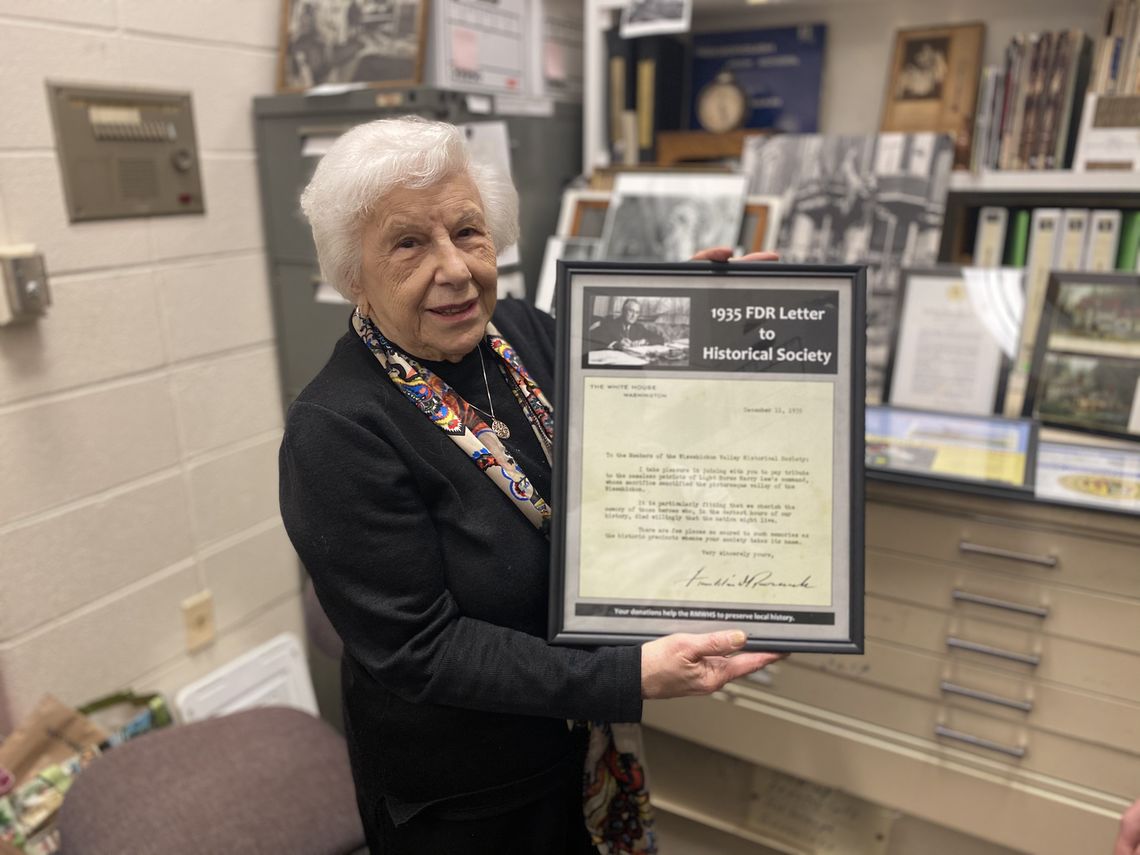 1935 FDR Letter
to
Historical Society
THE WHITE HOUSE
WASHINGTON
December 11, 1935
To the Members of the Wissahickon Valley Historical Society:
I take pleasure in joining with you to pay tribute
to the nameless patriots of Light Horse Harry Lee's command,
whose sacrifice sanctified the picturesque valley of the
Wissahickon.
It is particularly fitting that we cherish the
memory of those heroes who, in the darkest hours of our
history, died willingly that the nation might live.
There are few places so sacred to such memories as
the historic precincts whence your society takes its name.
Very sincerely yours,
Franklin D Roosevelt
Your donations help the RMWHS to preserve local history.